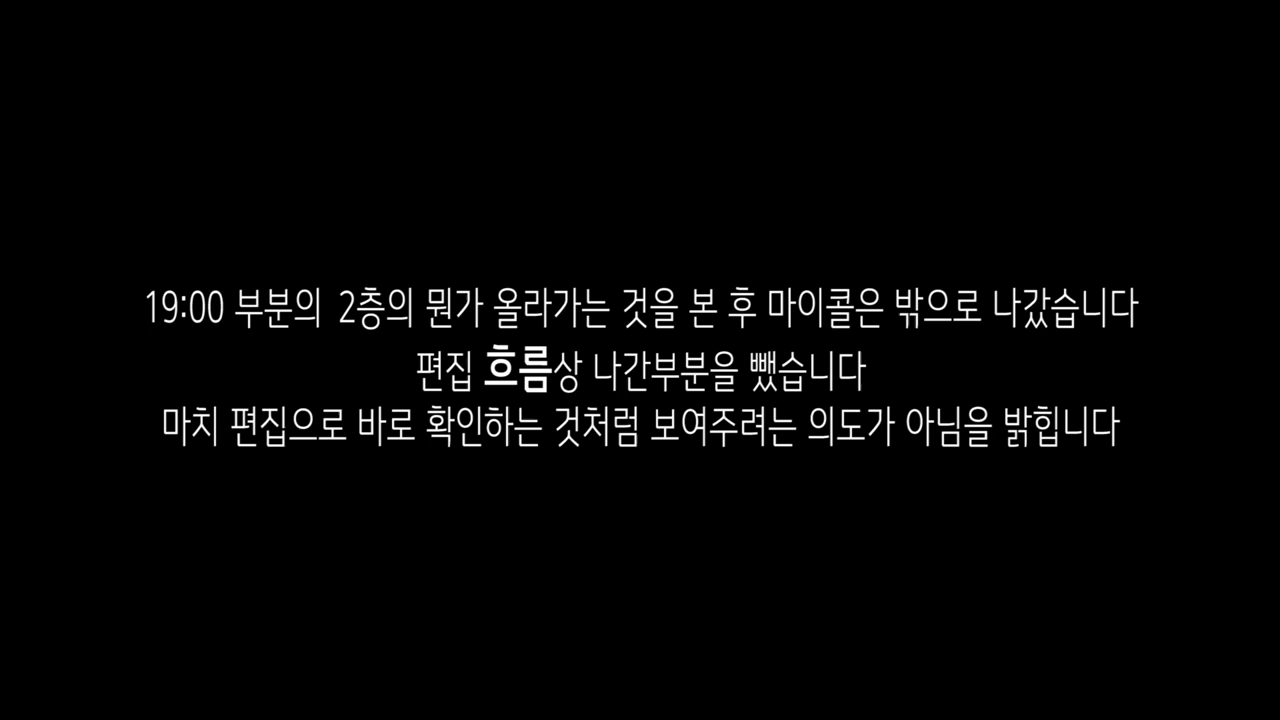 19:00 부분의 2층의 뭔가 올라가는 것을 본 후 마이콜은 밖으로 나갔습니다
편집 흐름상 나간부분을 뺐습니다
마치 편집으로 바로 확인하는 것처럼 보여주려는 의도가 아님을 밝힙니다